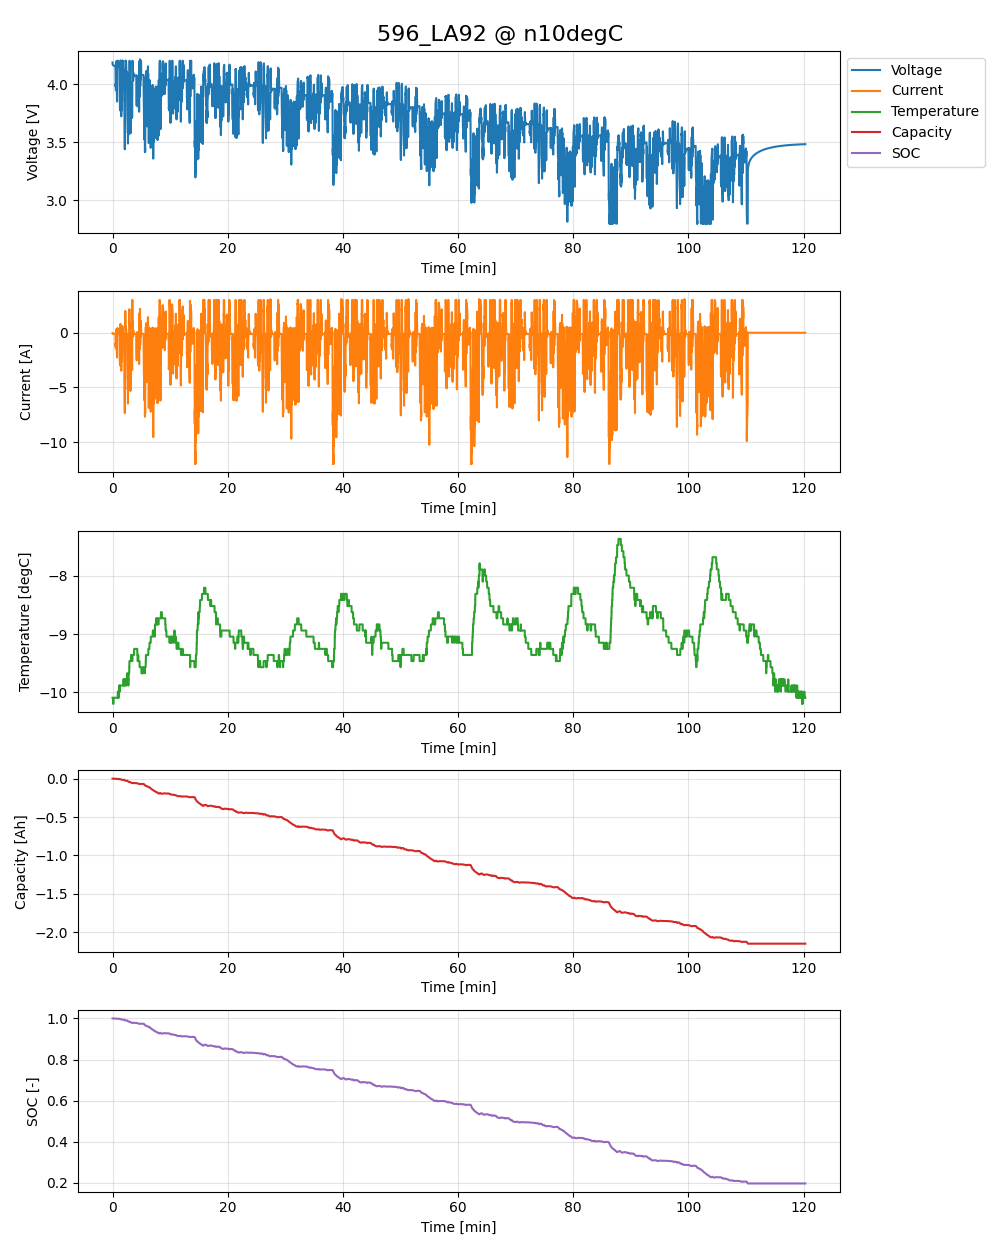 596_LA92 @ n10degC
4.0
3.5
3.0
Voltage [V]
0 20 40 60 80 100 120
Time [min]
Voltage
Current
Temperature
Capacity
SOC
0
−5
−10
Current [A]
0 20 40 60 80 100 120
Time [min]
−8
−9
−10
Temperature [degC]
0 20 40 60 80 100 120
Time [min]
0.0
−0.5
−1.0
−1.5
−2.0
Capacity [Ah]
0 20 40 60 80 100 120
Time [min]
1.0
0.8
0.6
0.4
0.2
SOC [-]
0 20 40 60 80 100 120
Time [min]